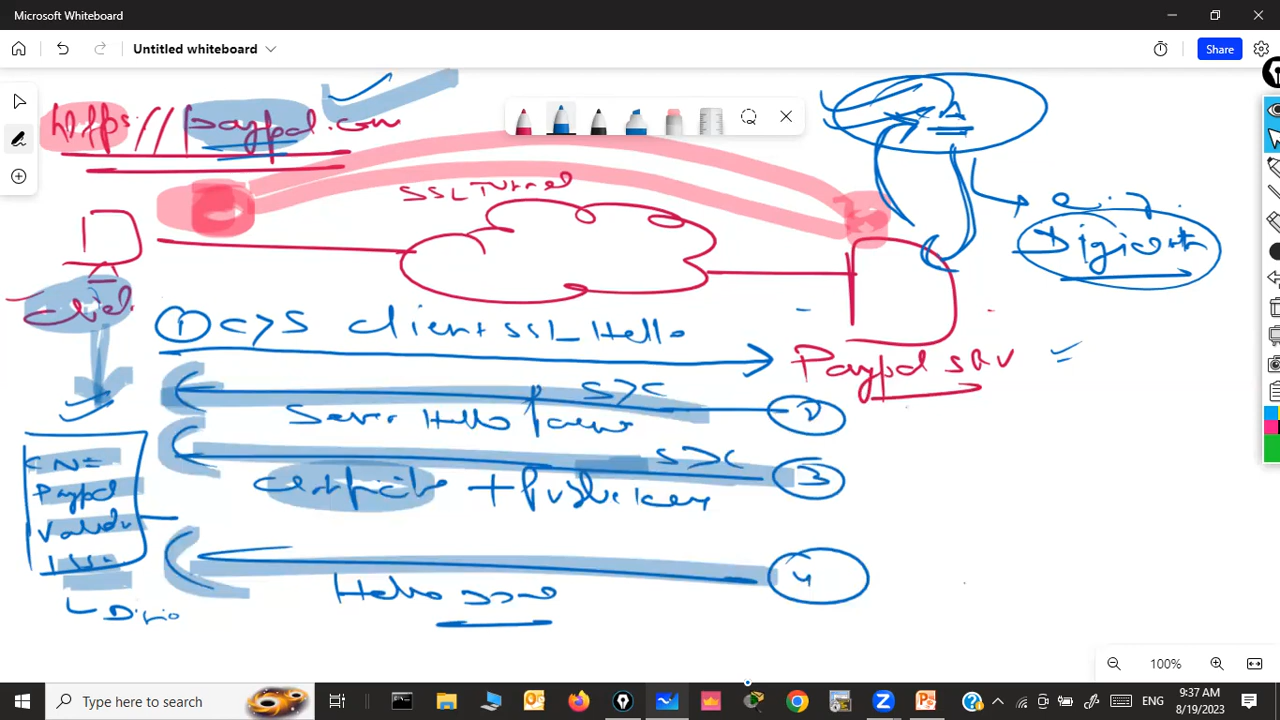 Microsoft Whiteboard
Untitled whiteboard
Share
https://paypal.com
CA
SSL Tunnel
e.g.
Digicert
1 C>S Client SSL Hello
Paypal SRV
S>C
Server Hello
2
S>C
3
Certificate + Public key
CN=
Paypal
4
Hello
100%
Type here to search
ENG
9:37 AM
8/19/2023